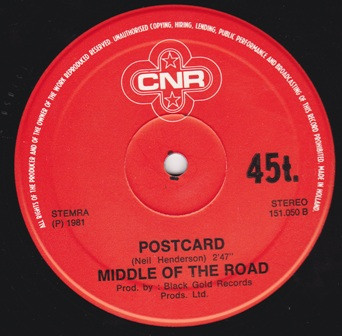 ALL RIGHTS OF THE PRODUCER AND OF THE OWNER OF THE WORK REPRODUCED RESERVED. UNAUTHORISED COPYING, HIRING, LENDING, PUBLIC PERFORMANCE AND BROADCASTING OF THIS RECORD PROHIBITED. MADE IN HOLLAND.
CNR
45t.
STEMRA
(P) 1981
STEREO
151.050 B
POSTCARD
(Neil Henderson) 2'47"
MIDDLE OF THE ROAD
Prod. by : Black Gold Records
Prods. Ltd.